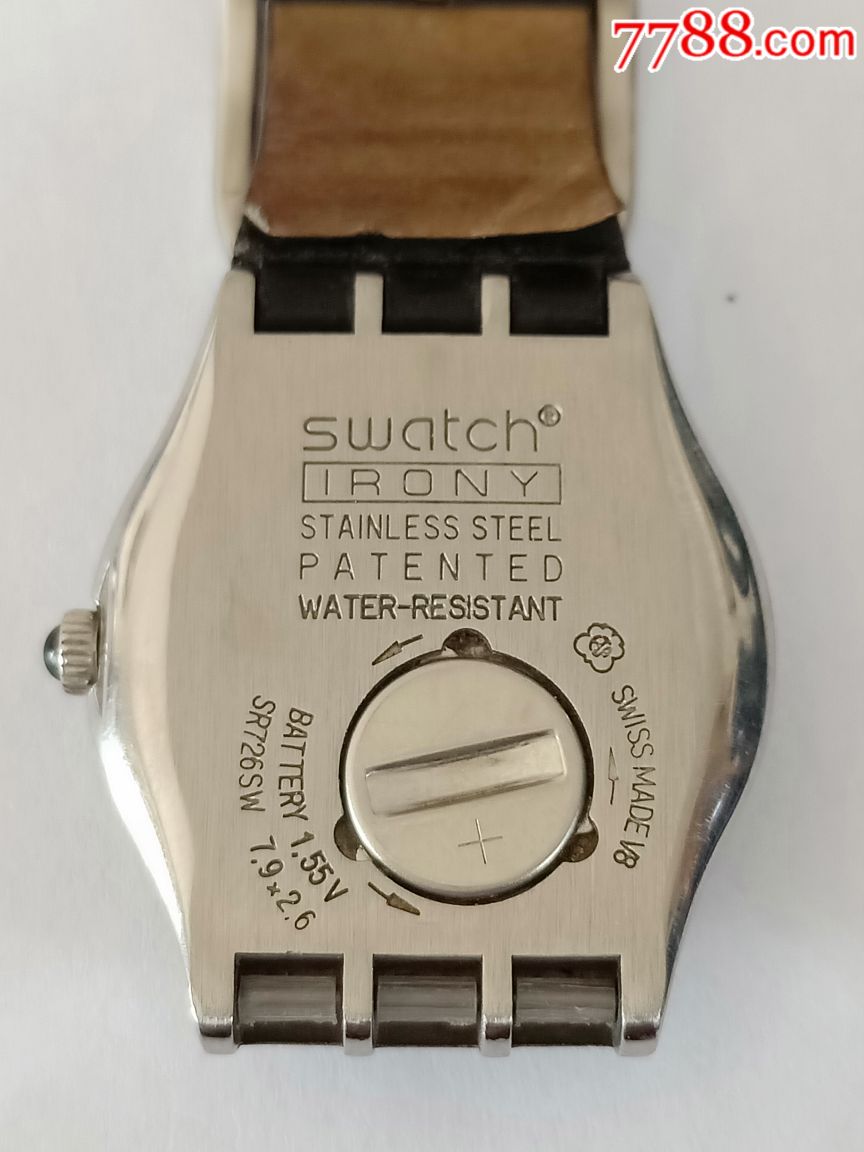 7788.com
swatch®
IRONY
STAINLESS STEEL
PATENTED
WATER-RESISTANT
SWISS MADE V8
BATTERY 1,55V
SR726SW 7,9×2,6
+